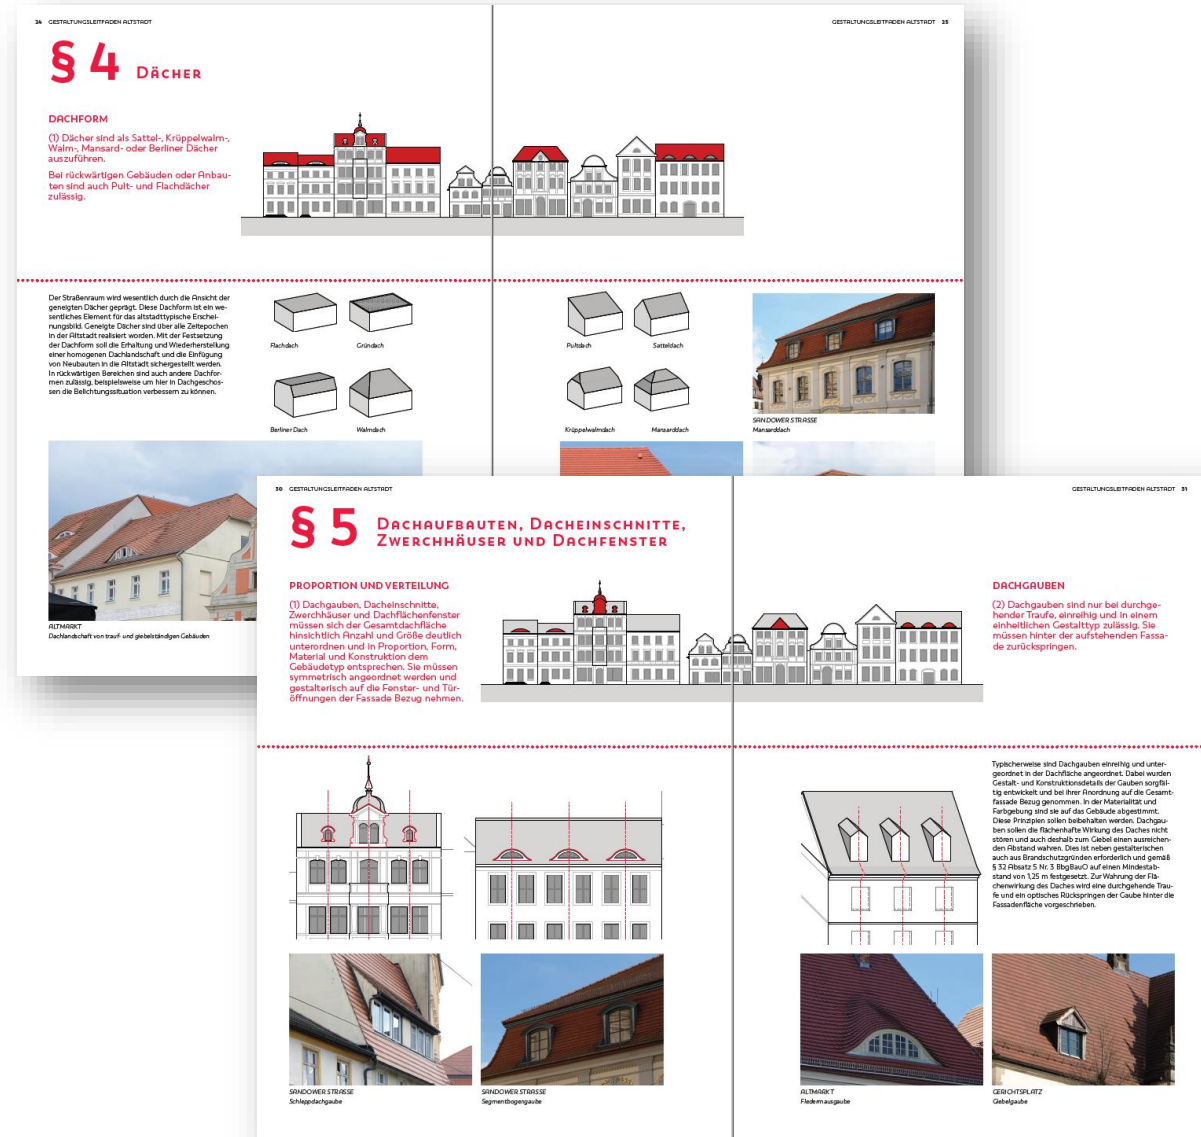 24 GESTALTUNGSLEITFADEN ALTSTADT
GESTALTUNGSLEITFADEN ALTSTADT 25
§ 4 DÄCHER
DACHFORM
(1) Dächer sind als Sattel-, Krüppelwalm-,
Walm-, Mansard- oder Berliner Dächer
auszuführen.
Bei rückwärtigen Gebäuden oder Anbau-
ten sind auch Pult- und Flachdächer
zulässig.
Der Straßenraum wird wesentlich durch die Ansicht der
geneigten Dächer geprägt. Diese Dachform ist ein we-
sentliches Element für das altstadttypische Erschei-
nungsbild. Geneigte Dächer sind über alle Zeitepochen
in der Altstadt realisiert worden. Mit der Festsetzung
der Dachform soll die Erhaltung und Wiederherstellung
einer homogenen Dachlandschaft und die Einfügung
von Neubauten in die Altstadt sichergestellt werden.
In rückwärtigen Bereichen sind auch andere Dachfor-
men zulässig, beispielsweise um hier in Dachgeschos-
sen die Belichtungssituation verbessern zu können.
Flachdach
Gründach
Berliner Dach
Walmdach
Pultdach
Satteldach
Krüppelwalmdach
Mansarddach
SANDOWER STRASSE
Mansarddach
ALTMARKT
Dachlandschaft von trauf- und giebelständigen Gebäuden
30 GESTALTUNGSLEITFADEN ALTSTADT
GESTALTUNGSLEITFADEN ALTSTADT 31
§ 5 DACHAUFBAUTEN, DACHEINSCHNITTE,
ZWERCHHÄUSER UND DACHFENSTER
PROPORTION UND VERTEILUNG
(1) Dachgauben, Dacheinschnitte,
Zwerchhäuser und Dachflächenfenster
müssen sich der Gesamtdachfläche
hinsichtlich Anzahl und Größe deutlich
unterordnen und in Proportion, Form,
Material und Konstruktion dem
Gebäudetyp entsprechen. Sie müssen
symmetrisch angeordnet werden und
gestalterisch auf die Fenster- und Tür-
öffnungen der Fassade Bezug nehmen.
DACHGAUBEN
(2) Dachgauben sind nur bei durchge-
hender Traufe, einreihig und in einem
einheitlichen Gestalttyp zulässig. Sie
müssen hinter der aufstehenden Fassa-
de zurückspringen.
Typischerweise sind Dachgauben einreihig und unter-
geordnet in der Dachfläche angeordnet. Dabei wurden
Gestalt- und Konstruktionsdetails der Gauben sorgfäl-
tig entwickelt und bei ihrer Anordnung auf die Gesamt-
fassade Bezug genommen. In der Materialität und
Farbgebung sind sie auf das Gebäude abgestimmt.
Diese Prinzipien sollen beibehalten werden. Dachgau-
ben sollen die flächenhafte Wirkung des Daches nicht
stören und auch deshalb zum Giebel einen ausreichen-
den Abstand wahren. Dies ist neben gestalterischen
auch aus Brandschutzgründen erforderlich und gemäß
§ 32 Absatz 5 Nr. 3 BbgBauO auf einen Mindestab-
stand von 1,25 m festgesetzt. Zur Wahrung der Flä-
chenwirkung des Daches wird eine durchgehende Trau-
fe und ein optisches Rückspringen der Gaube hinter die
Fassadenfläche vorgeschrieben.
SANDOWER STRASSE
Schleppdachgaube
SANDOWER STRASSE
Segmentbogengaube
ALTMARKT
Fledermausgaube
GERICHTSPLATZ
Giebelgaube